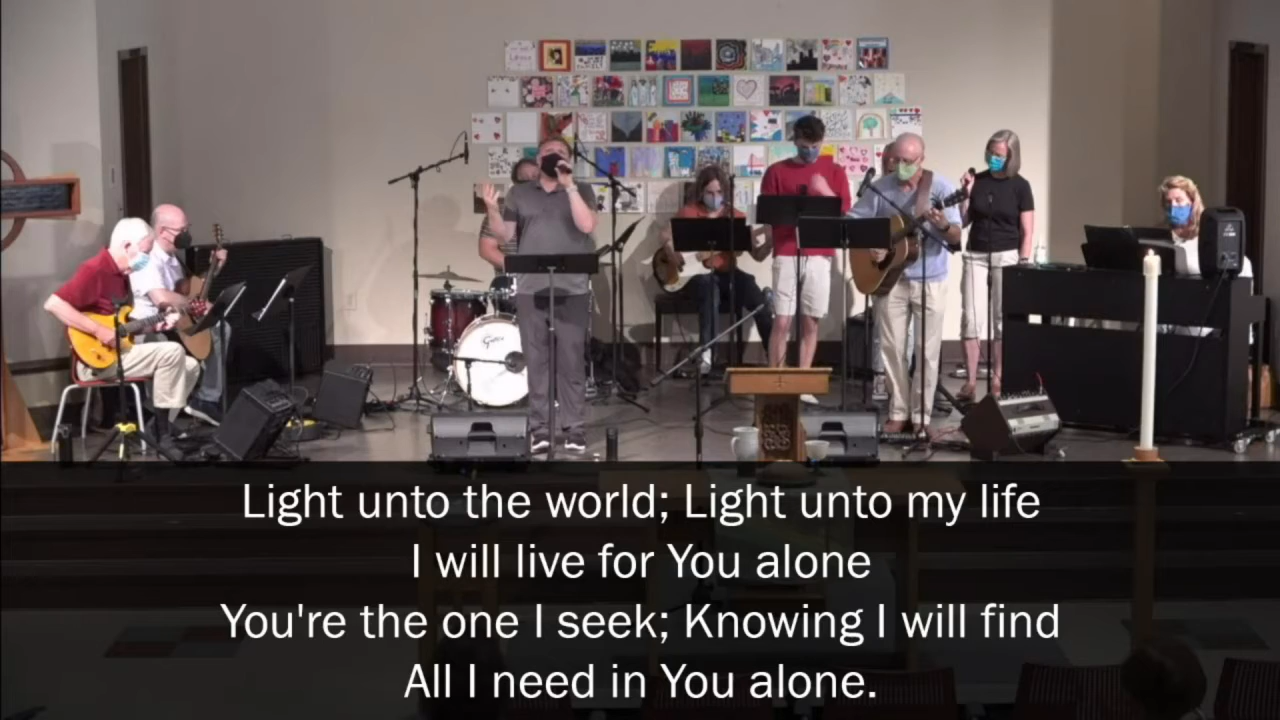 Light unto the world; Light unto my life
I will live for You alone
You're the one I seek; Knowing I will find
All I need in You alone.